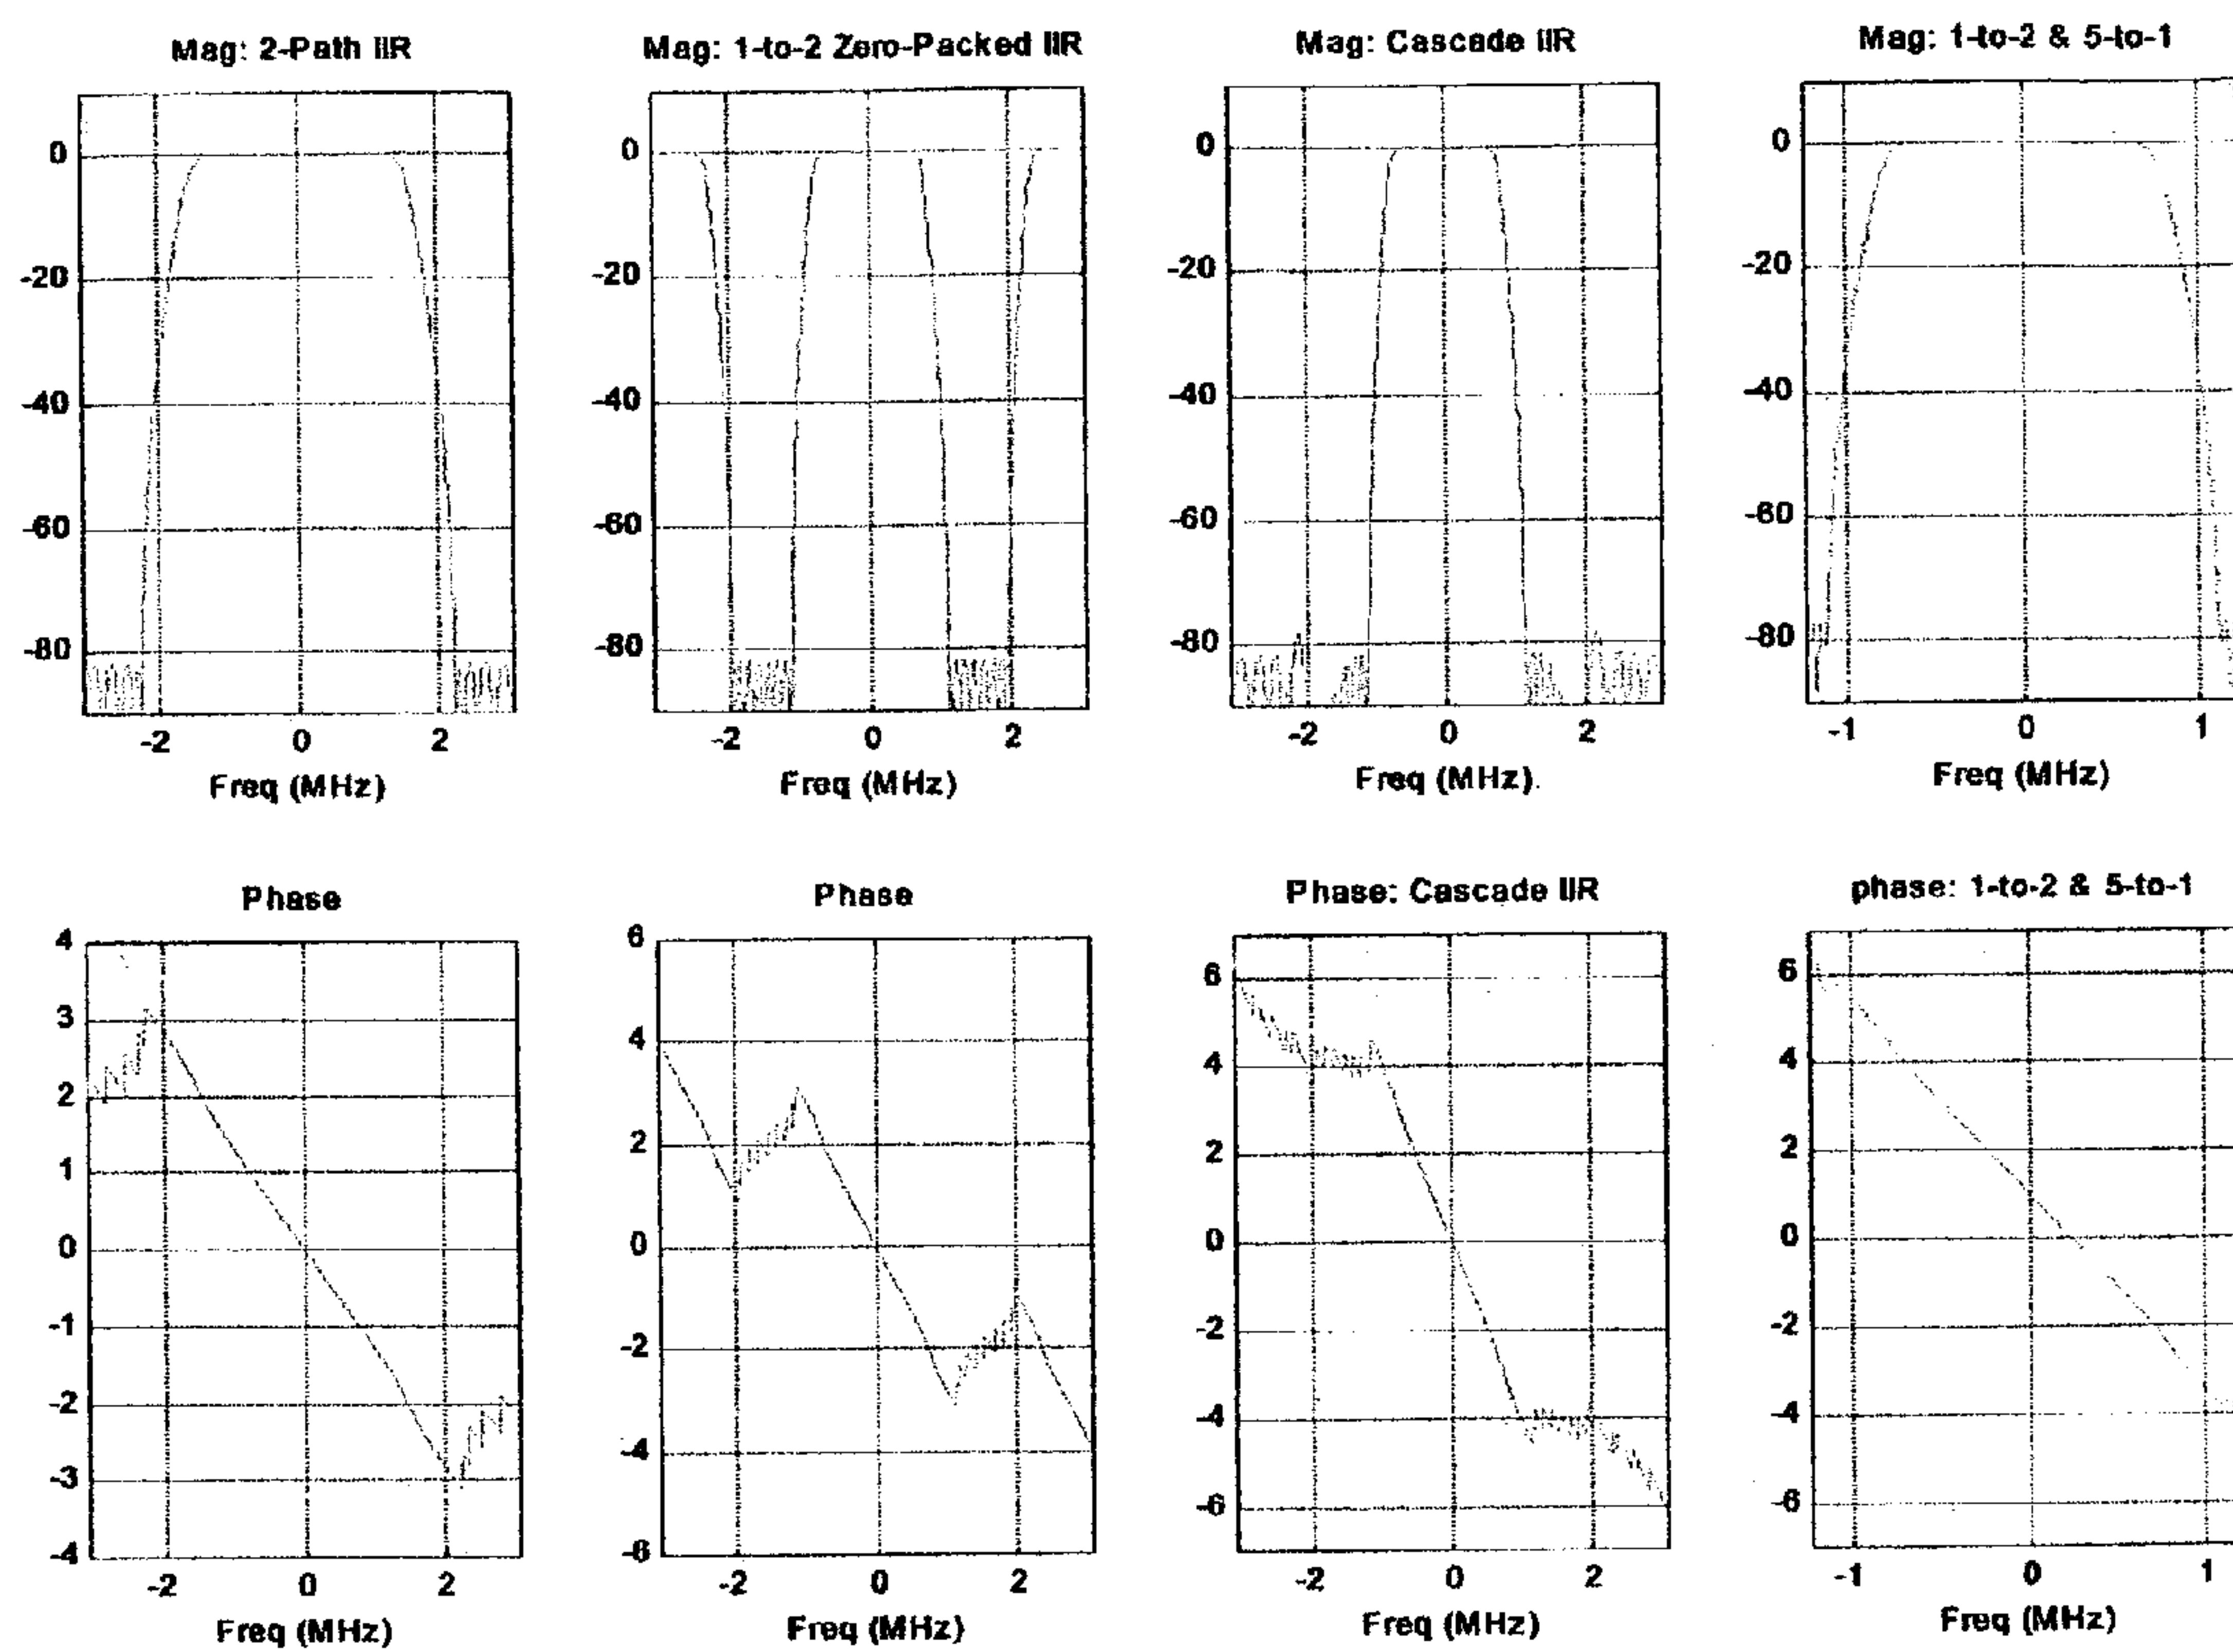 Mag: 2-Path IIR
0
-20
-40
-60
-80
-2 0 2
Freq (MHz)
Mag: 1-to-2 Zero-Packed IIR
0
-20
-40
-60
-80
-2 0 2
Freq (MHz)
Mag: Cascade IIR
0
-20
-40
-60
-80
-2 0 2
Freq (MHz)
Mag: 1-to-2 & 5-to-1
0
-20
-40
-60
-80
-1 0 1
Freq (MHz)
Phase
4
3
2
1
0
-1
-2
-3
-4
-2 0 2
Freq (MHz)
Phase
6
4
2
0
-2
-4
-6
-2 0 2
Freq (MHz)
Phase: Cascade IIR
6
4
2
0
-2
-4
-6
-2 0 2
Freq (MHz)
phase: 1-to-2 & 5-to-1
6
4
2
0
-2
-4
-6
-1 0 1
Freq (MHz)